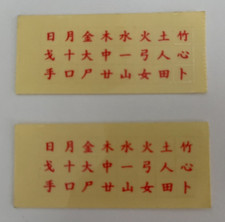 日 月 金 木 水 火 土 竹
戈 十 大 中 一 弓 人 心
手 口 尸 廿 山 女 田 卜
日 月 金 木 水 火 土 竹
戈 十 大 中 一 弓 人 心
手 口 尸 廿 山 女 田 卜